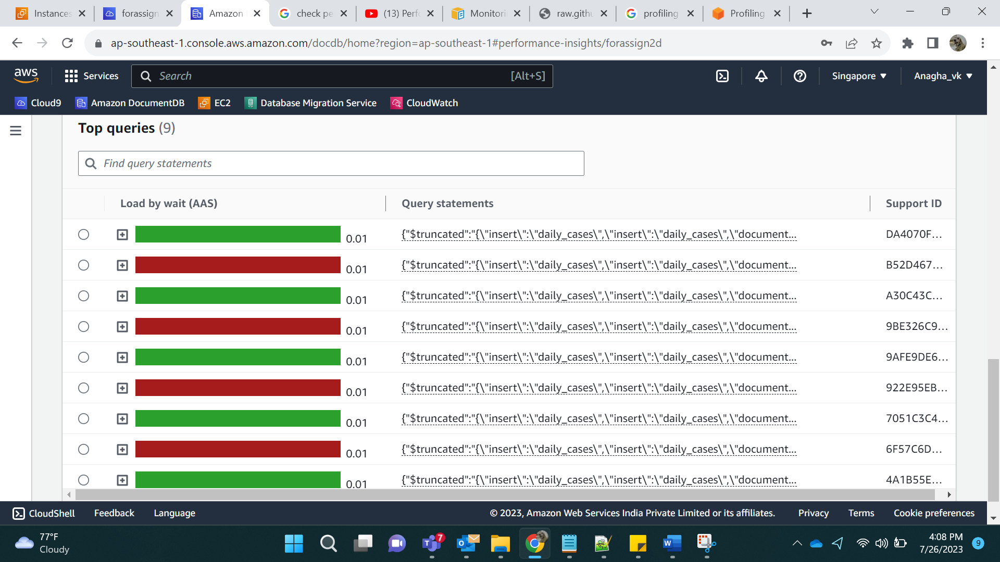 Instances
forassign
Amazon
check pe
(13) Perfo
Monitori
raw.githu
profiling
Profiling
ap-southeast-1.console.aws.amazon.com/docdb/home?region=ap-southeast-1#performance-insights/forassign2d
aws
Services
Search
[Alt+S]
Singapore
Anagha_vk
Cloud9
Amazon DocumentDB
EC2
Database Migration Service
CloudWatch
Top queries (9)
Find query statements
Load by wait (AAS)
Query statements
Support ID
0.01 {"$truncated":"{\"insert\":\"daily_cases\",\"insert\":\"daily_cases\",\"document... DA4070F...
0.01 {"$truncated":"{\"insert\":\"daily_cases\",\"insert\":\"daily_cases\",\"document... B52D467...
0.01 {"$truncated":"{\"insert\":\"daily_cases\",\"insert\":\"daily_cases\",\"document... A30C43C...
0.01 {"$truncated":"{\"insert\":\"daily_cases\",\"insert\":\"daily_cases\",\"document... 9BE326C9...
0.01 {"$truncated":"{\"insert\":\"daily_cases\",\"insert\":\"daily_cases\",\"document... 9AFE9DE6...
0.01 {"$truncated":"{\"insert\":\"daily_cases\",\"insert\":\"daily_cases\",\"document... 922E95EB...
0.01 {"$truncated":"{\"insert\":\"daily_cases\",\"insert\":\"daily_cases\",\"document... 7051C3C4...
0.01 {"$truncated":"{\"insert\":\"daily_cases\",\"insert\":\"daily_cases\",\"document... 6F57C6D...
0.01 {"$truncated":"{\"insert\":\"daily_cases\",\"insert\":\"daily_cases\",\"document... 4A1B55E...
CloudShell
Feedback
Language
© 2023, Amazon Web Services India Private Limited or its affiliates.
Privacy
Terms
Cookie preferences
77°F
Cloudy
7
4:08 PM
7/26/2023
9